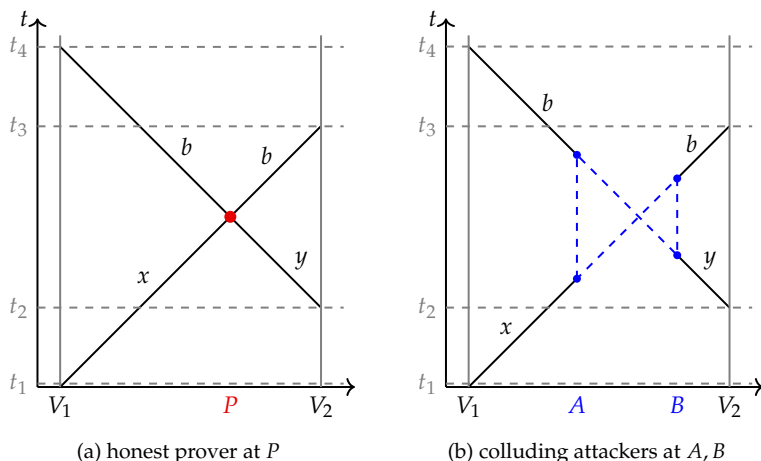 t
t₄
t₃
t₂
t₁
b
b
x
y
V₁
P
V₂
(a) honest prover at P
t
t₄
t₃
t₂
t₁
b
b
x
y
V₁
A
B
V₂
(b) colluding attackers at A, B